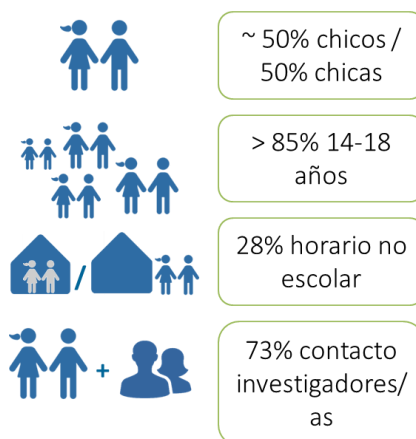 ~ 50% chicos /
50% chicas
> 85% 14-18
años
/
28% horario no
escolar
+
73% contacto
investigadores/
as